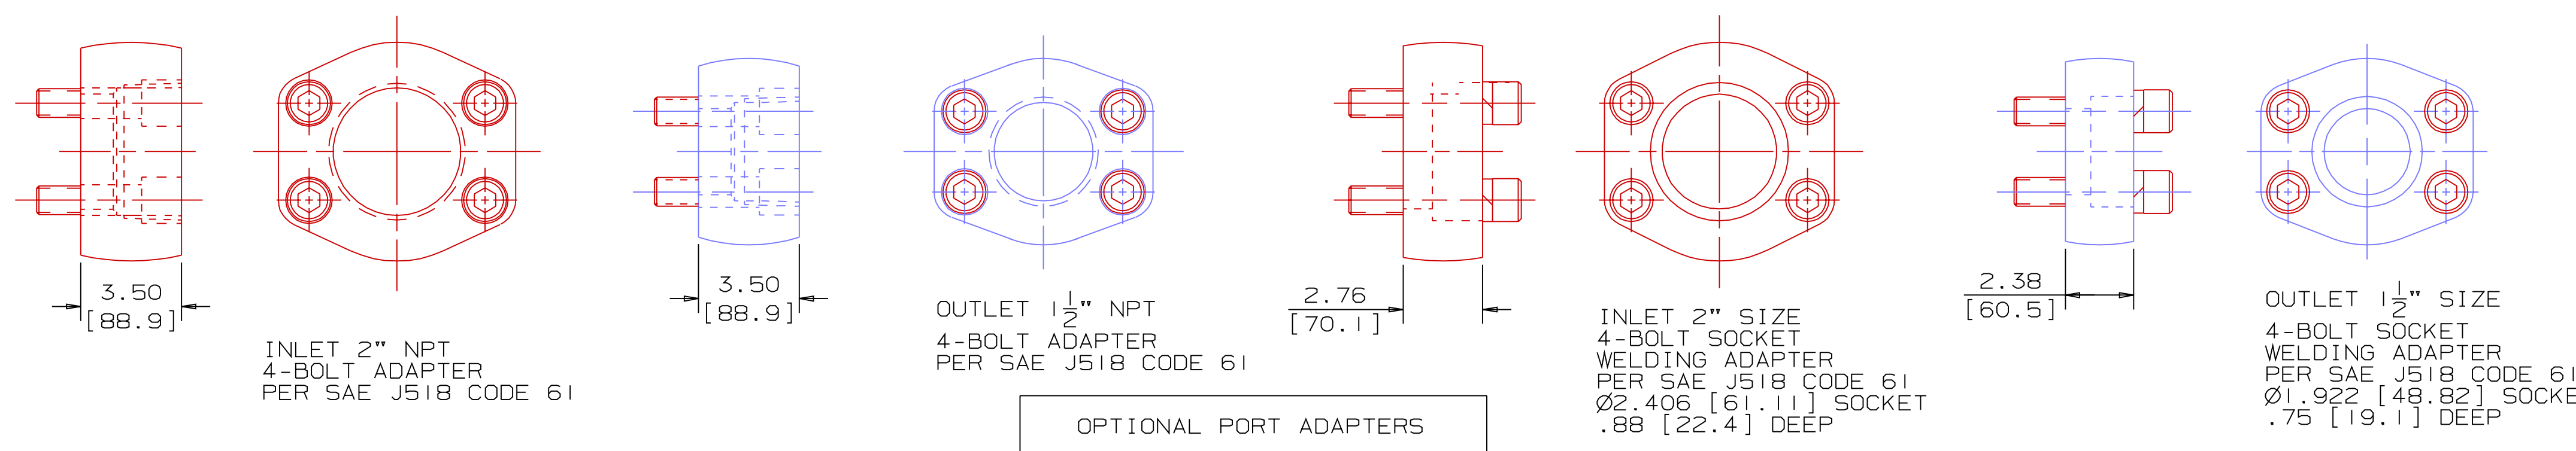 3.50
[88.9]
INLET 2" NPT
4-BOLT ADAPTER
PER SAE J518 CODE 61
3.50
[88.9]
OUTLET 1 1/2" NPT
4-BOLT ADAPTER
PER SAE J518 CODE 61
2.76
[70.1]
INLET 2" SIZE
4-BOLT SOCKET
WELDING ADAPTER
PER SAE J518 CODE 61
Ø2.406 [61.11] SOCKET
.88 [22.4] DEEP
2.38
[60.5]
OUTLET 1 1/2" SIZE
4-BOLT SOCKET
WELDING ADAPTER
PER SAE J518 CODE 61
Ø1.922 [48.82] SOCKE
.75 [19.1] DEEP
OPTIONAL PORT ADAPTERS